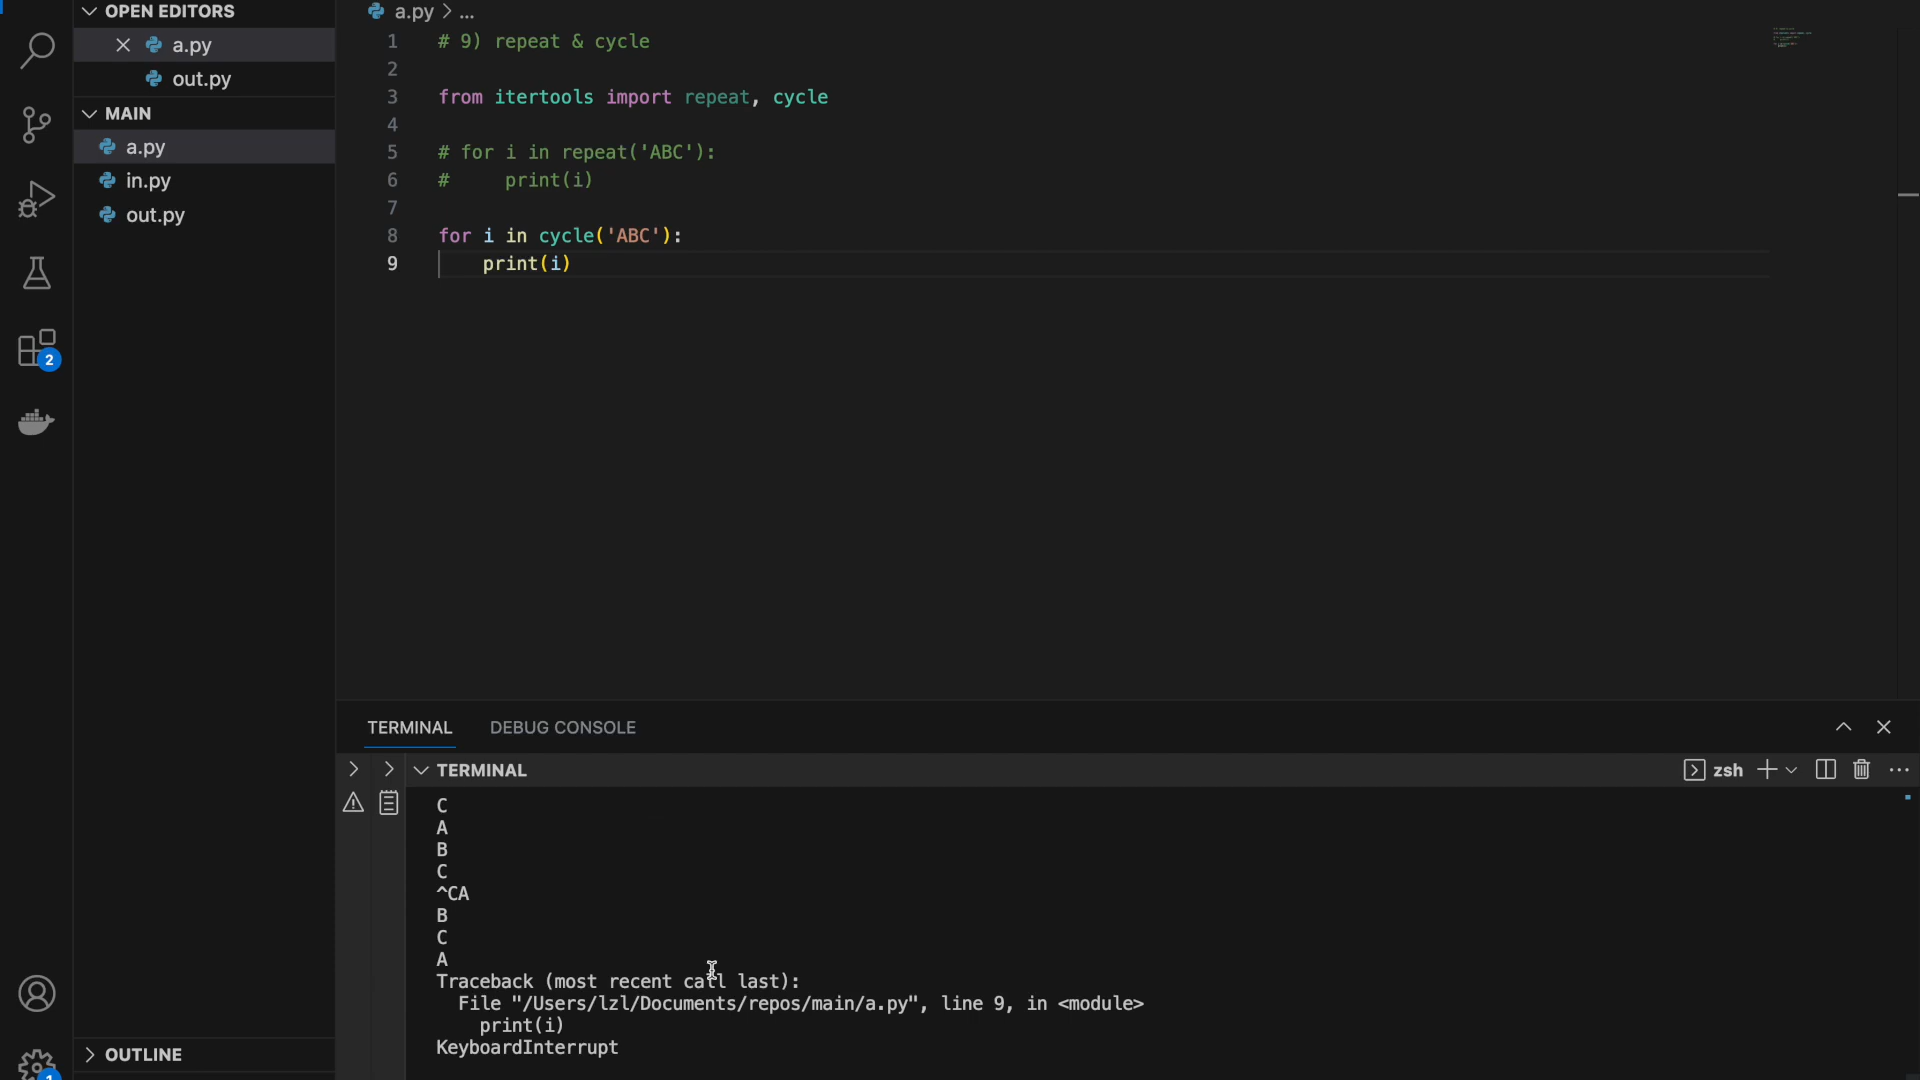 OPEN EDITORS
a.py
out.py
MAIN
a.py
in.py
out.py
2
OUTLINE
1
a.py > ...
1 # 9) repeat & cycle
2
3 from itertools import repeat, cycle
4
5 # for i in repeat('ABC'):
6 #     print(i)
7
8 for i in cycle('ABC'):
9     print(i)
TERMINAL DEBUG CONSOLE
TERMINAL
zsh
C
A
B
C
^CA
B
C
A
Traceback (most recent call last):
  File "/Users/lzl/Documents/repos/main/a.py", line 9, in <module>
    print(i)
KeyboardInterrupt